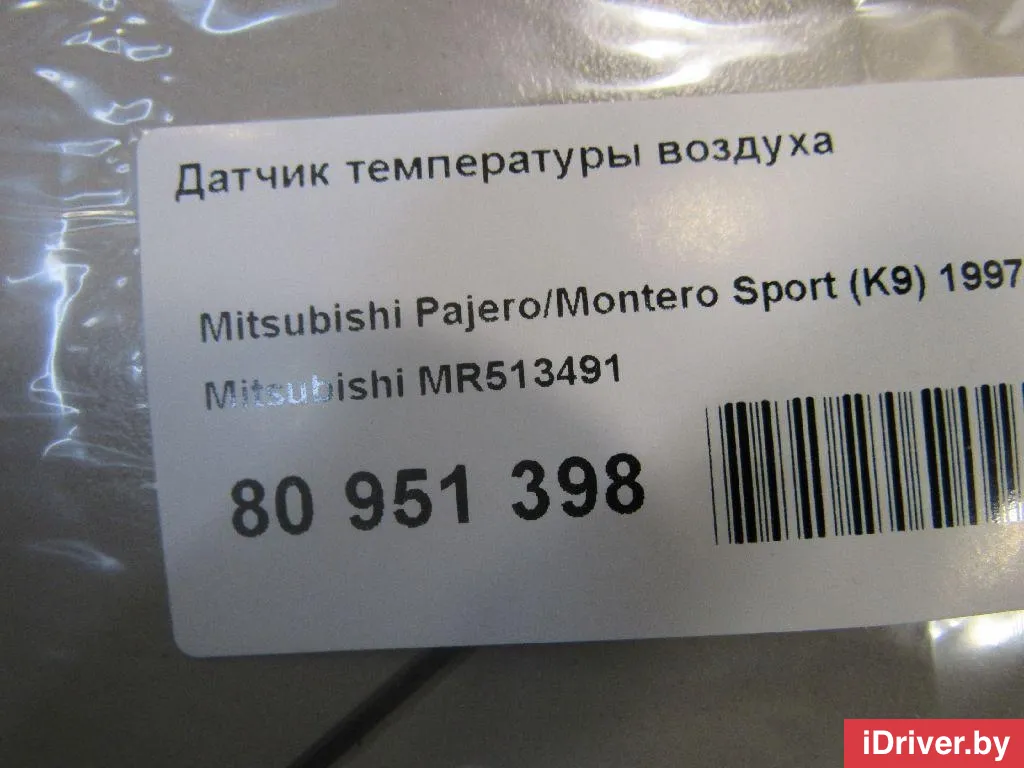 Датчик температуры воздуха
Mitsubishi Pajero/Montero Sport (K9) 1997
Mitsubishi MR513491
80 951 398
iDriver.by